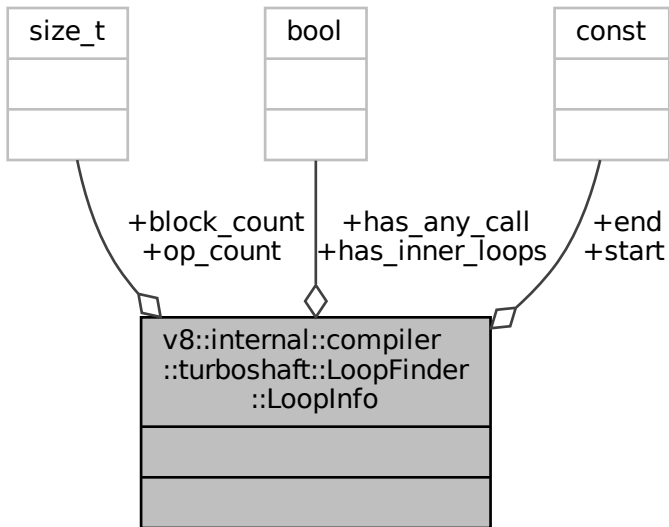 size_t
bool
const
+block_count
+op_count
+has_any_call
+has_inner_loops
+end
+start
v8::internal::compiler
::turboshaft::LoopFinder
::LoopInfo